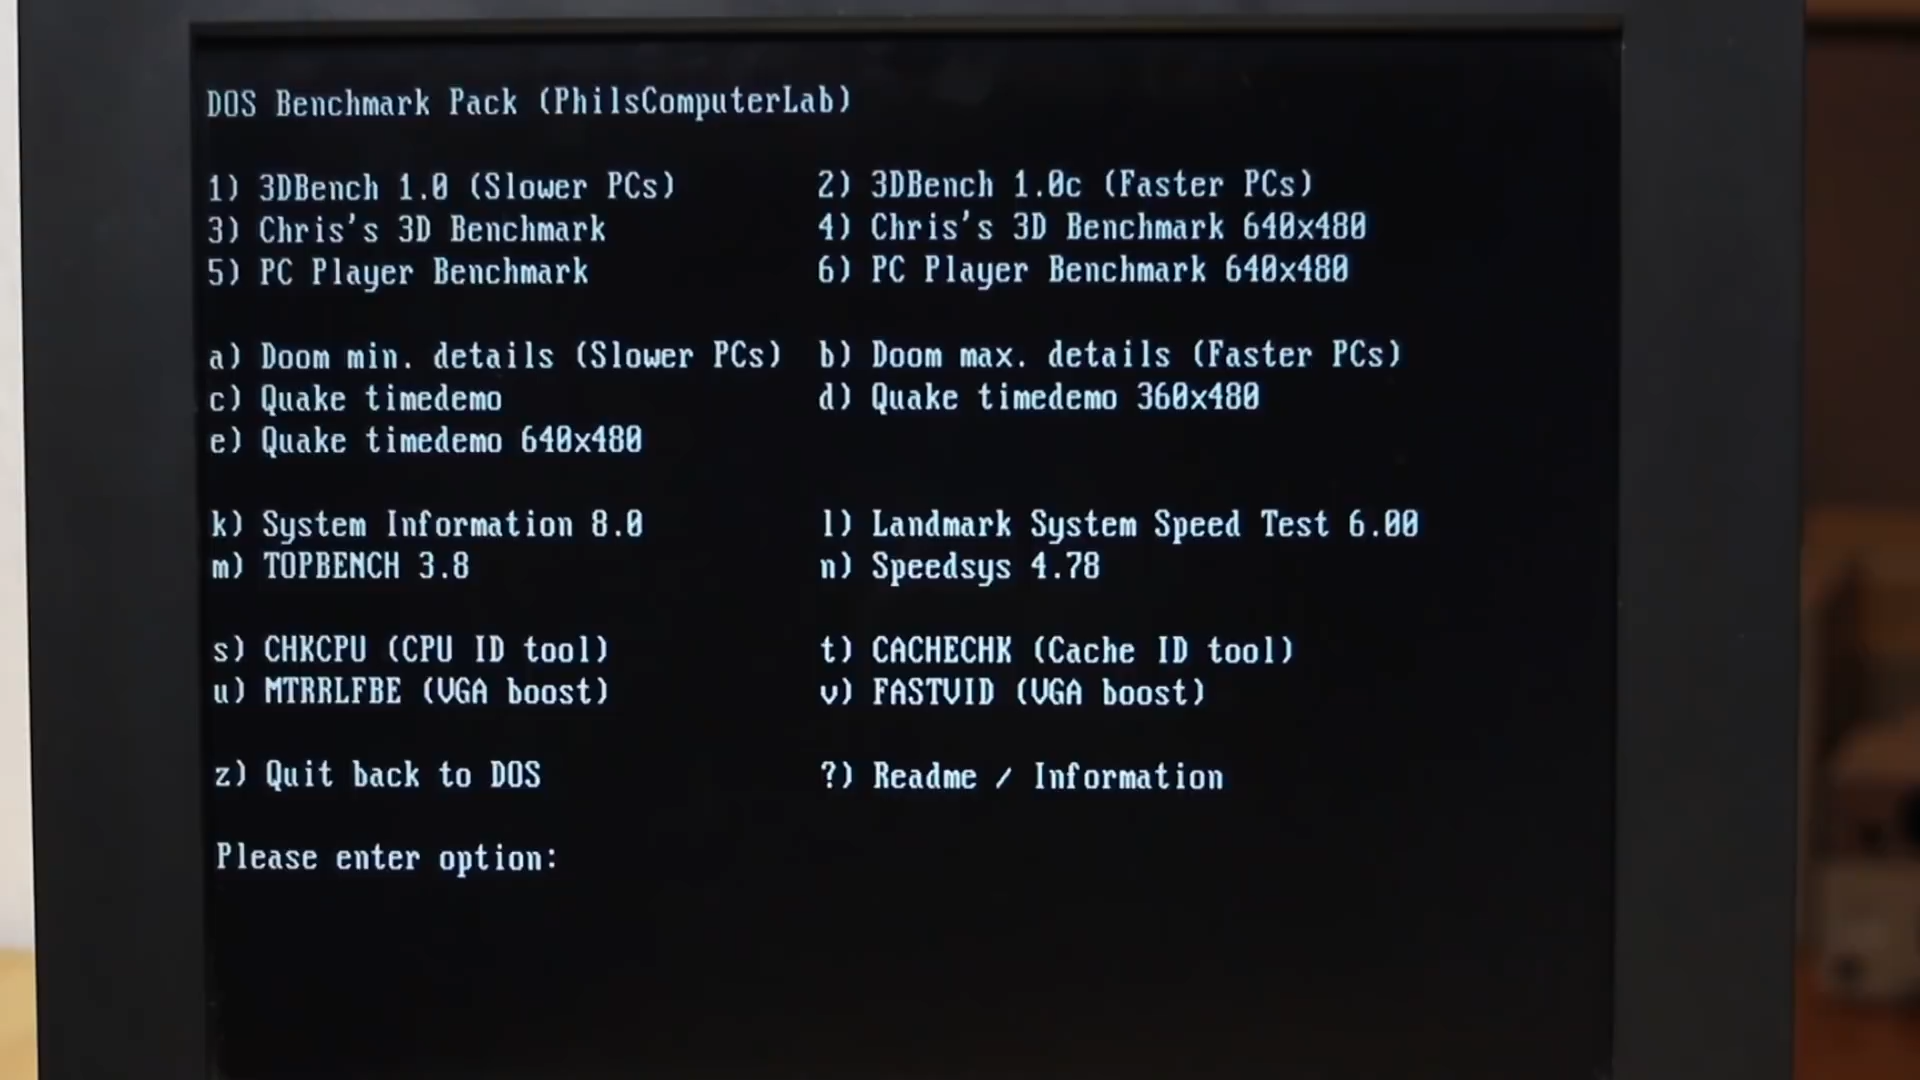 DOS Benchmark Pack (PhilsComputerLab)
1) 3DBench 1.0 (Slower PCs) 2) 3DBench 1.0c (Faster PCs)
3) Chris's 3D Benchmark 4) Chris's 3D Benchmark 640x480
5) PC Player Benchmark 6) PC Player Benchmark 640x480
a) Doom min. details (Slower PCs) b) Doom max. details (Faster PCs)
c) Quake timedemo d) Quake timedemo 360x480
e) Quake timedemo 640x480
k) System Information 8.0 l) Landmark System Speed Test 6.00
m) TOPBENCH 3.8 n) Speedsys 4.78
s) CHKCPU (CPU ID tool) t) CACHECHK (Cache ID tool)
u) MTRRLFBE (VGA boost) v) FASTVID (VGA boost)
z) Quit back to DOS ?) Readme / Information
Please enter option: